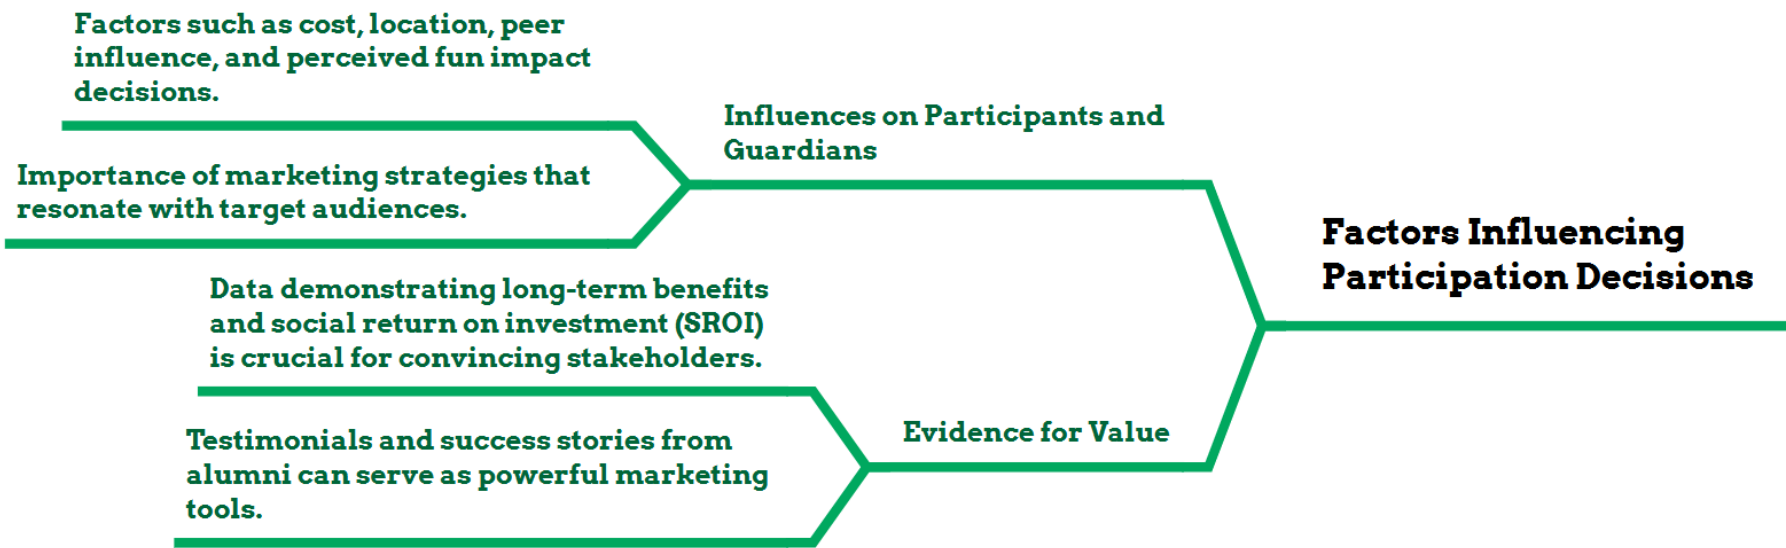 Factors such as cost, location, peer
influence, and perceived fun impact
decisions.
Importance of marketing strategies that
resonate with target audiences.
Influences on Participants and
Guardians
Data demonstrating long-term benefits
and social return on investment (SROI)
is crucial for convincing stakeholders.
Testimonials and success stories from
alumni can serve as powerful marketing
tools.
Evidence for Value
Factors Influencing
Participation Decisions